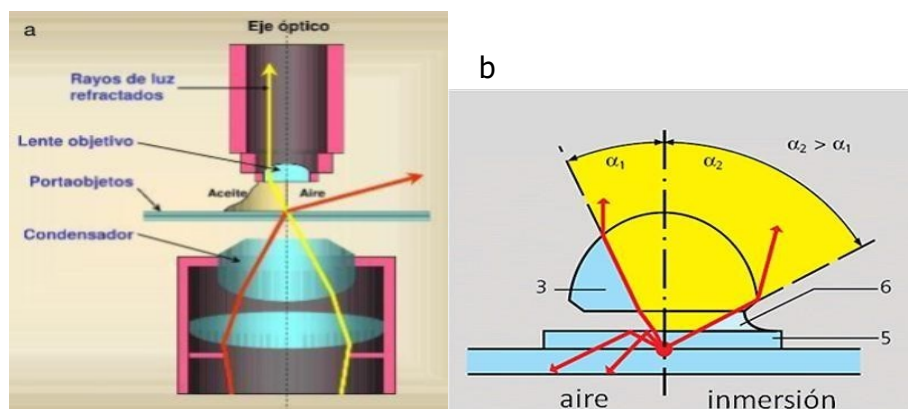 a
Eje óptico
Rayos de luz
refractados
Lente objetivo
Aceite Aire
Portaobjetos
Condensador
b
α₁ α₂ α₂ > α₁
3 6
5
aire inmersión